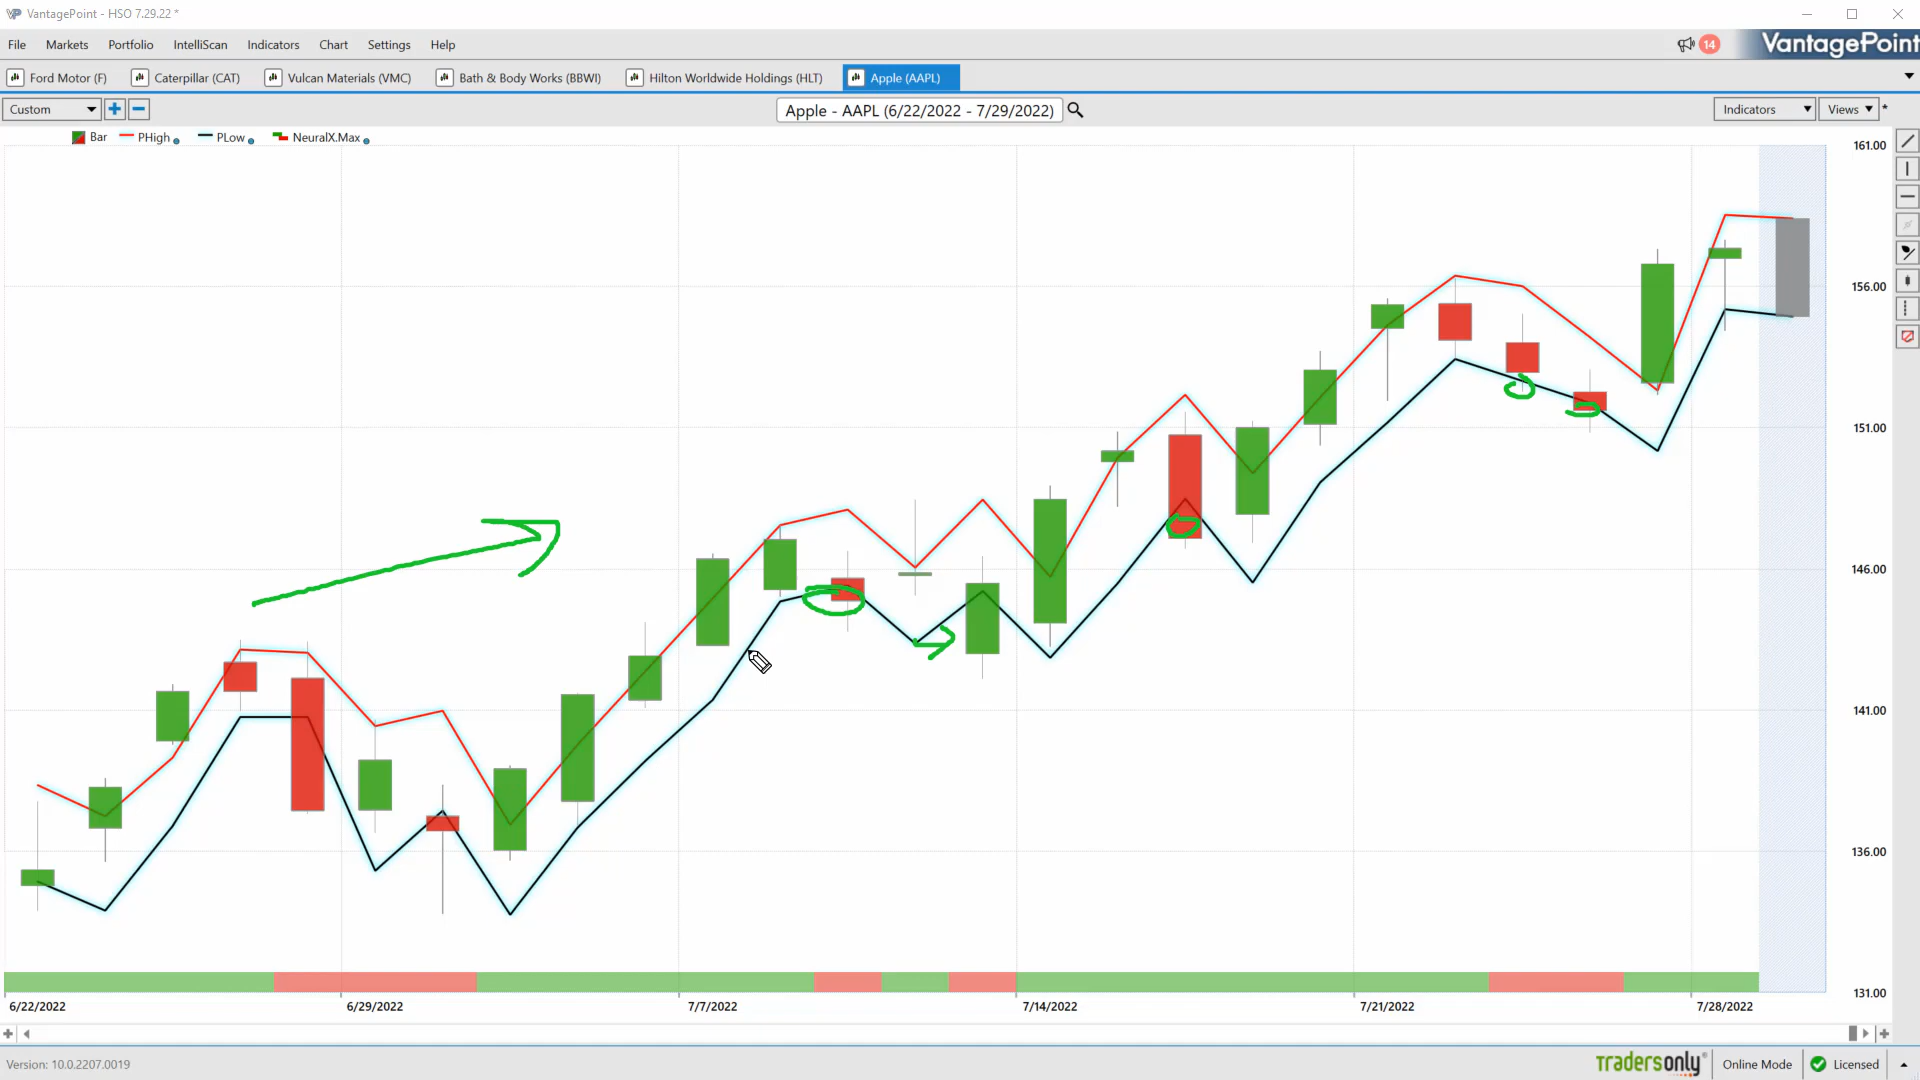 VantagePoint - HSO 7.29.22 *
File Markets Portfolio IntelliScan Indicators Chart Settings Help 14 VantagePoint
Ford Motor (F) Caterpillar (CAT) Vulcan Materials (VMC) Bath & Body Works (BBWI) Hilton Worldwide Holdings (HLT) Apple (AAPL)
Custom Apple - AAPL (6/22/2022 - 7/29/2022) Indicators Views *
Bar PHigh PLow NeuralX.Max
161.00
156.00
151.00
146.00
141.00
136.00
131.00
6/22/2022 6/29/2022 7/7/2022 7/14/2022 7/21/2022 7/28/2022
Version: 10.0.2207.0019 tradersonly Online Mode Licensed